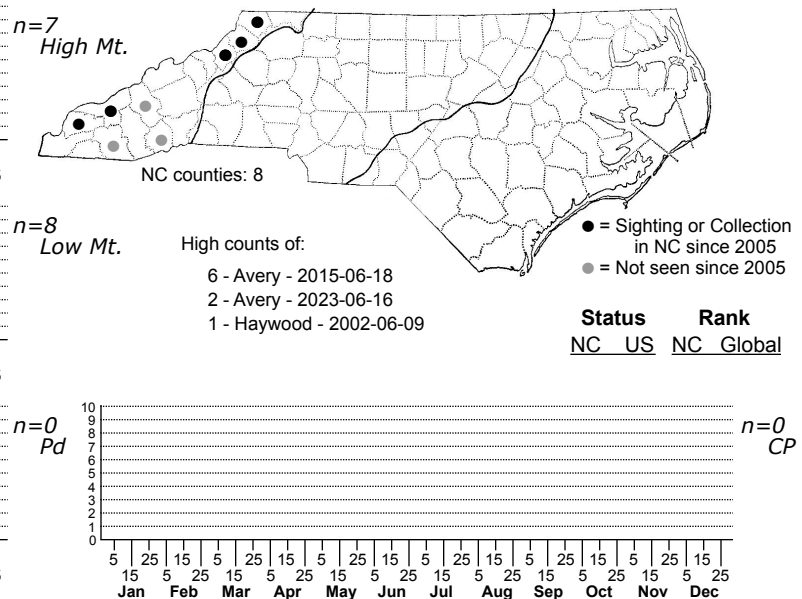 n=7
High Mt.
NC counties: 8
n=8
Low Mt.
High counts of:
6 - Avery - 2015-06-18
2 - Avery - 2023-06-16
1 - Haywood - 2002-06-09
● = Sighting or Collection
in NC since 2005
● = Not seen since 2005
Status Rank
NC US NC Global
n=0
Pd
10
9
8
7
6
5
4
3
2
1
0
n=0
CP
5 25 15 5 25 15 5 25 15 5 25 15 5 25 15 5 25 15
15 5 25 15 5 25 15 5 25 15 5 25 15 5 25 15 5 25
Jan Feb Mar Apr May Jun Jul Aug Sep Oct Nov Dec